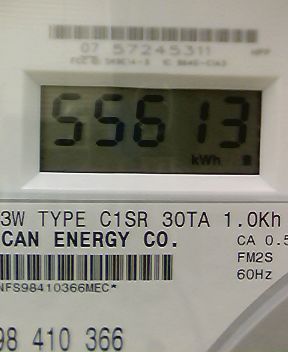 07 57245311
55613
kWh
3W TYPE C1SR 30TA 1.0Kh
CAN ENERGY CO.
CA 0.5
FM2S
60Hz
NFS98410366MEC*
98 410 366